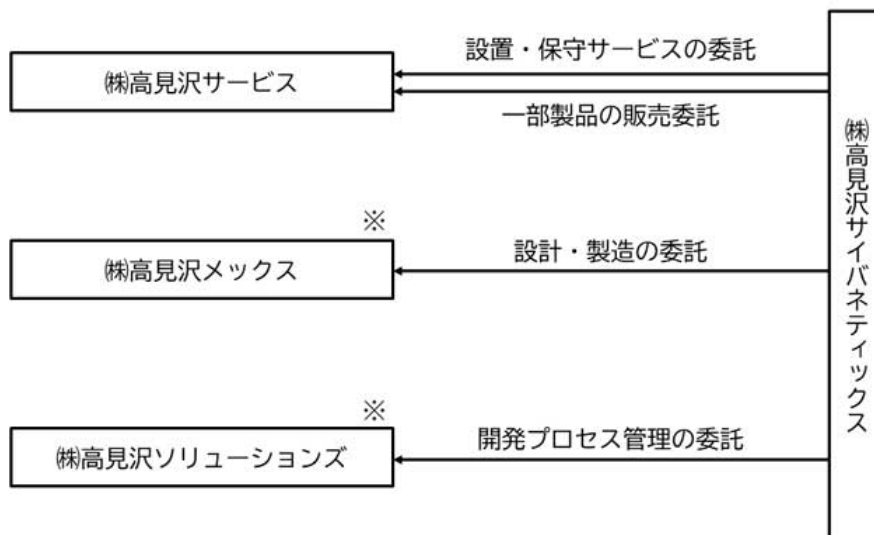 設置・保守サービスの委託
㈱高見沢サービス
一部製品の販売委託
㈱高見沢サイバネティックス
※
㈱高見沢メックス
設計・製造の委託
※
㈱高見沢ソリューションズ
開発プロセス管理の委託